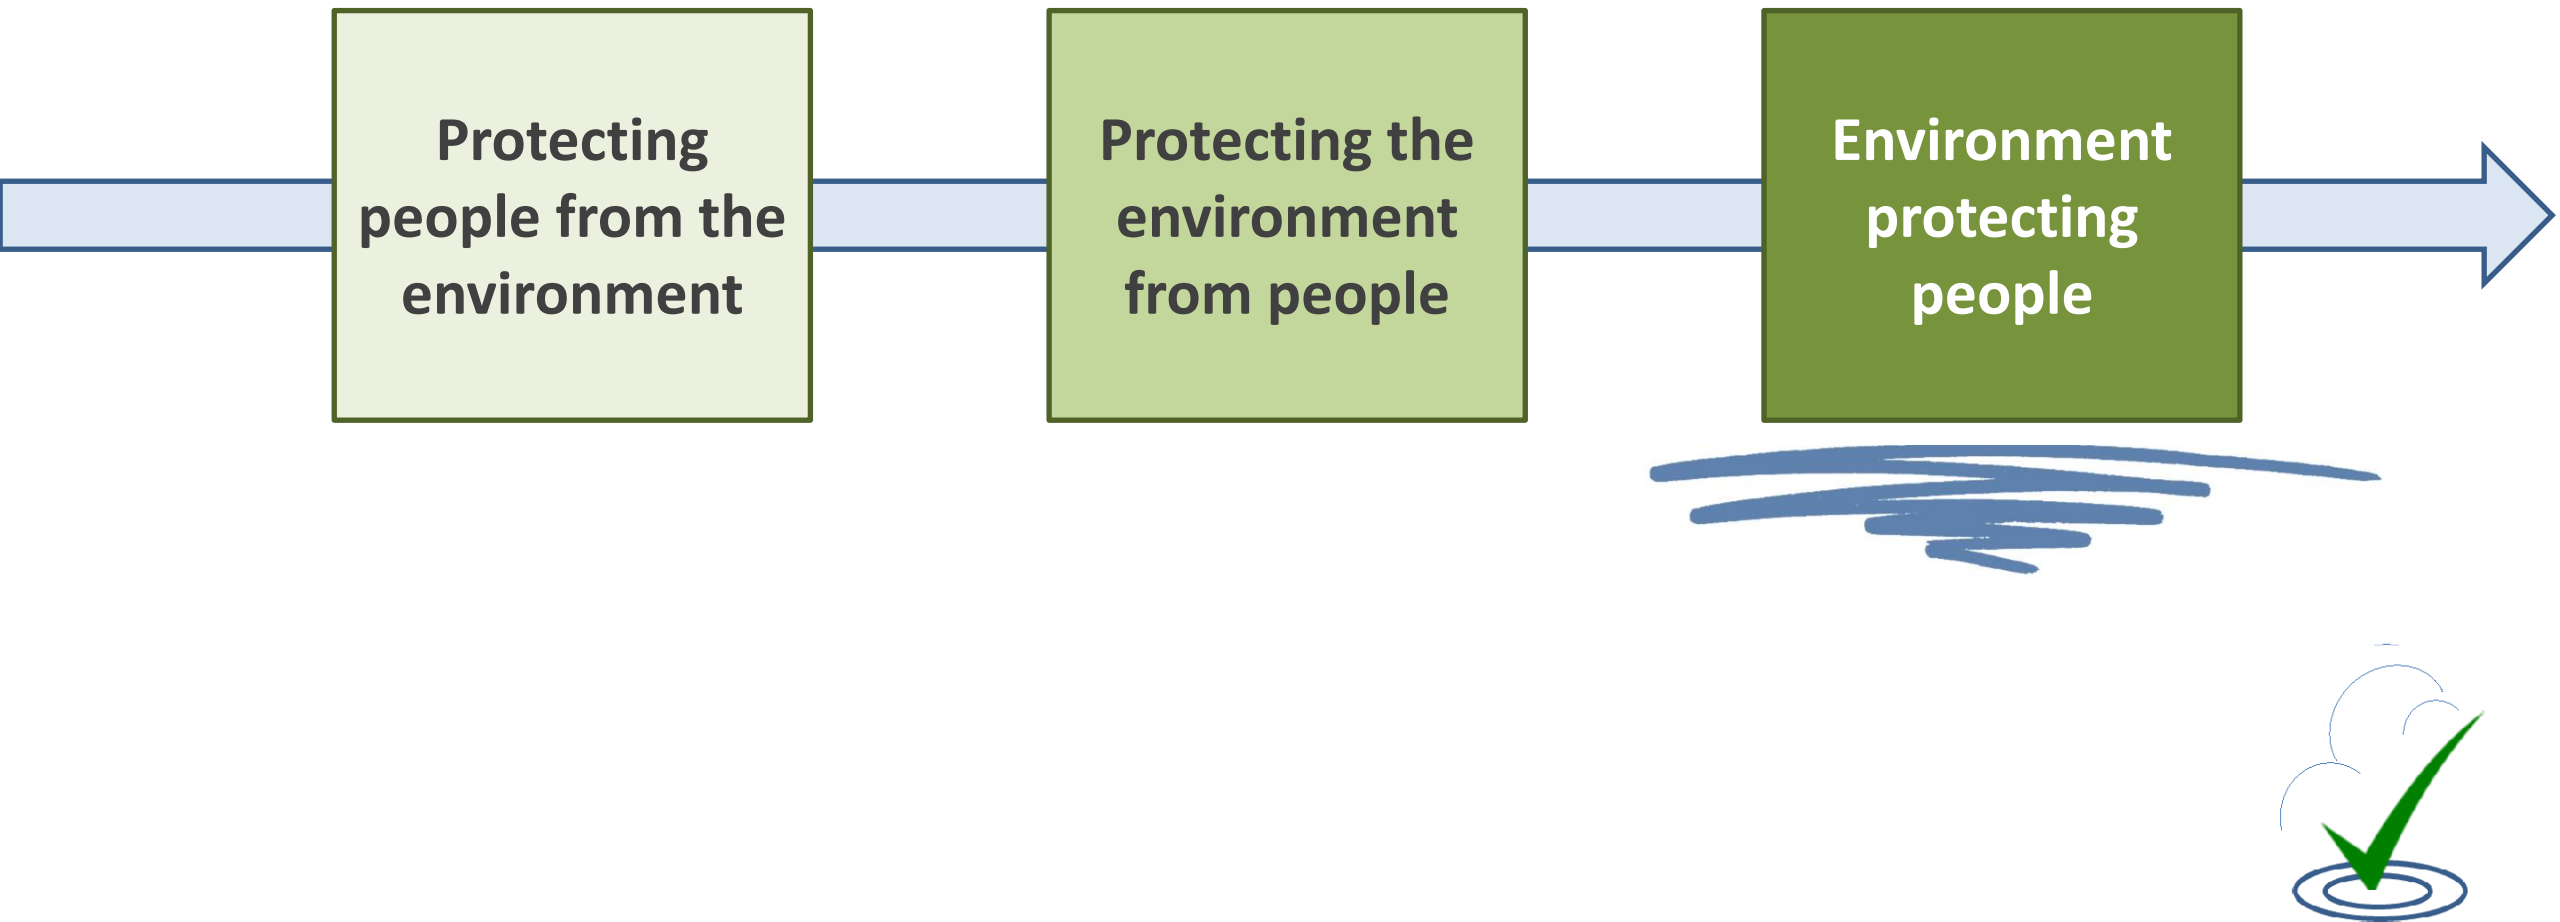 Protecting
people from the
environment
Protecting the
environment
from people
Environment
protecting
people